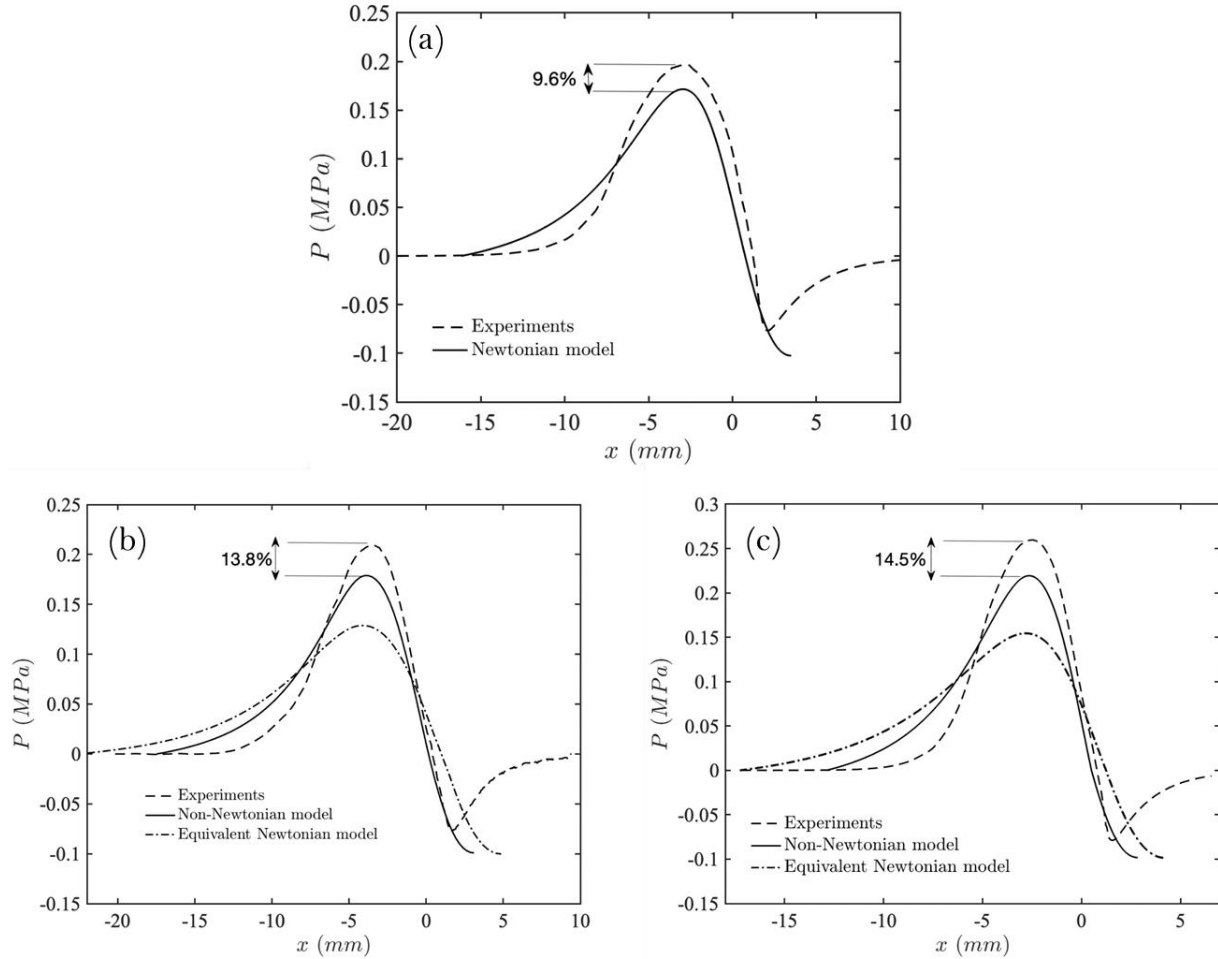 (a)
0.25
0.2
0.15
0.1
0.05
0
-0.05
-0.1
-0.15
P (MPa)
9.6%
Experiments
Newtonian model
-20 -15 -10 -5 0 5 10
x (mm)
(b)
0.25
0.2
0.15
0.1
0.05
0
-0.05
-0.1
-0.15
P (MPa)
13.8%
Experiments
Non-Newtonian model
Equivalent Newtonian model
-20 -15 -10 -5 0 5 10
x (mm)
(c)
0.3
0.25
0.2
0.15
0.1
0.05
0
-0.05
-0.1
-0.15
P (MPa)
14.5%
Experiments
Non-Newtonian model
Equivalent Newtonian model
-15 -10 -5 0 5
x (mm)